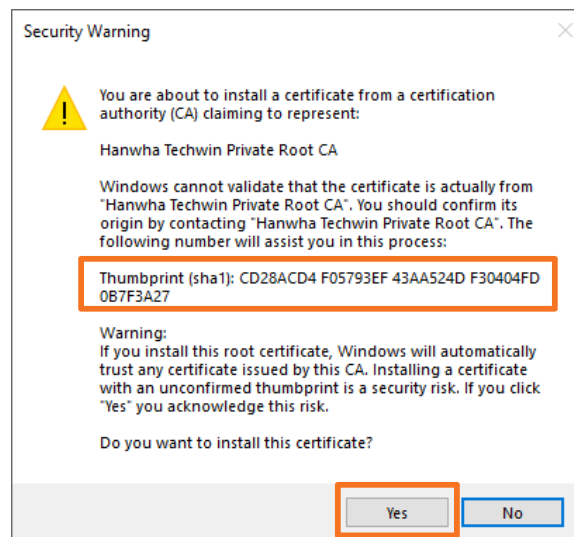 Security Warning
You are about to install a certificate from a certification
authority (CA) claiming to represent:
Hanwha Techwin Private Root CA
Windows cannot validate that the certificate is actually from
"Hanwha Techwin Private Root CA". You should confirm its
origin by contacting "Hanwha Techwin Private Root CA". The
following number will assist you in this process:
Thumbprint (sha1): CD28ACD4 F05793EF 43AA524D F30404FD
0B7F3A27
Warning:
If you install this root certificate, Windows will automatically
trust any certificate issued by this CA. Installing a certificate
with an unconfirmed thumbprint is a security risk. If you click
"Yes" you acknowledge this risk.
Do you want to install this certificate?
Yes No